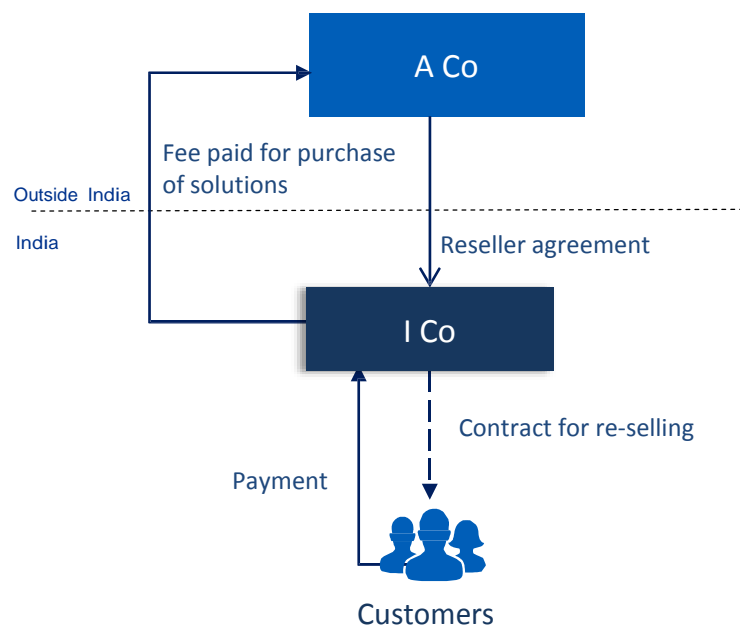 A Co
Fee paid for purchase
of solutions
Outside India
India
Reseller agreement
I Co
Contract for re-selling
Payment
Customers